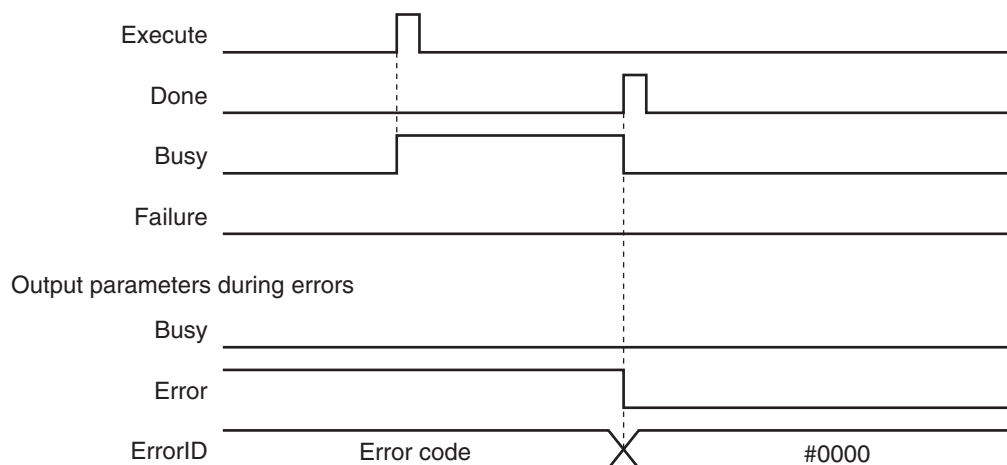 Execute
Done
Busy
Failure
Output parameters during errors
Busy
Error
ErrorID Error code #0000